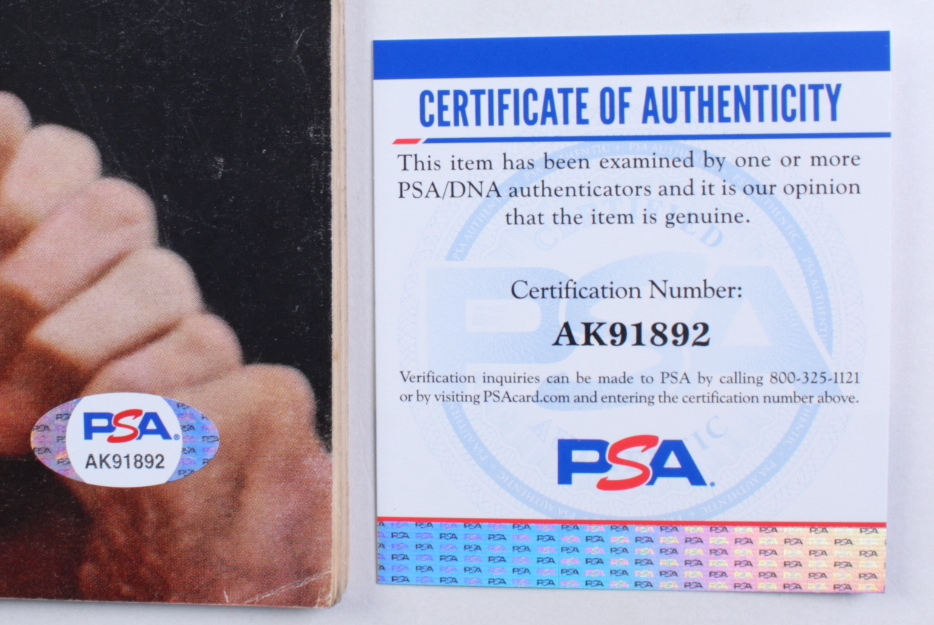 PSA
AK91892
CERTIFICATE OF AUTHENTICITY
This item has been examined by one or more
PSA/DNA authenticators and it is our opinion
that the item is genuine.
CERTIFIED
PSA
Certification Number:
AK91892
Verification inquiries can be made to PSA by calling 800-325-1121
or by visiting PSAcard.com and entering the certification number above.
PSA.